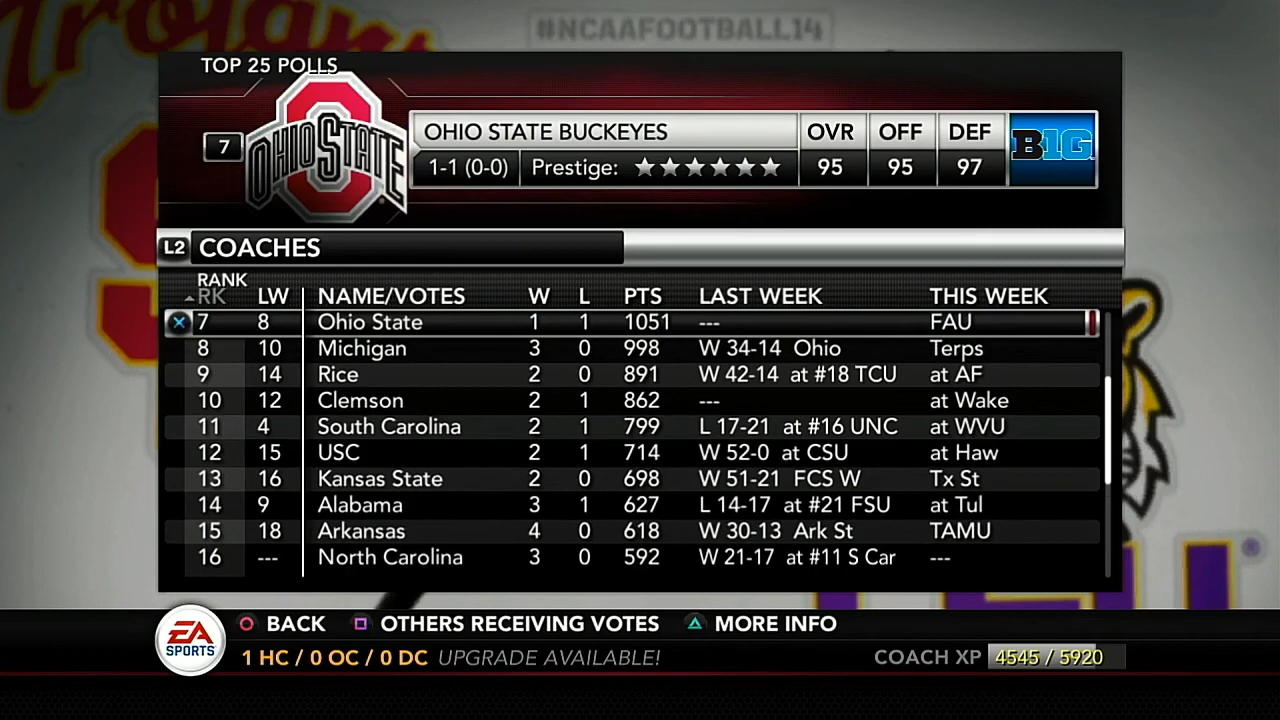 Trojans
#NCAAFOOTBALL14
TOP 25 POLLS
7
OHIO STATE
OHIO STATE BUCKEYES
OVR OFF DEF
B1G
1-1 (0-0) Prestige: ★★★★★★ 95 95 97
L2 COACHES
RANK
RK LW NAME/VOTES W L PTS LAST WEEK THIS WEEK
7 8 Ohio State 1 1 1051 --- FAU
8 10 Michigan 3 0 998 W 34-14 Ohio Terps
9 14 Rice 2 0 891 W 42-14 at #18 TCU at AF
10 12 Clemson 2 1 862 --- at Wake
11 4 South Carolina 2 1 799 L 17-21 at #16 UNC at WVU
12 15 USC 2 1 714 W 52-0 at CSU at Haw
13 16 Kansas State 2 0 698 W 51-21 FCS W Tx St
14 9 Alabama 3 1 627 L 14-17 at #21 FSU at Tul
15 18 Arkansas 4 0 618 W 30-13 Ark St TAMU
16 --- North Carolina 3 0 592 W 21-17 at #11 S Car ---
EA
SPORTS
BACK OTHERS RECEIVING VOTES MORE INFO
1 HC / 0 OC / 0 DC UPGRADE AVAILABLE! COACH XP 4545 / 5920